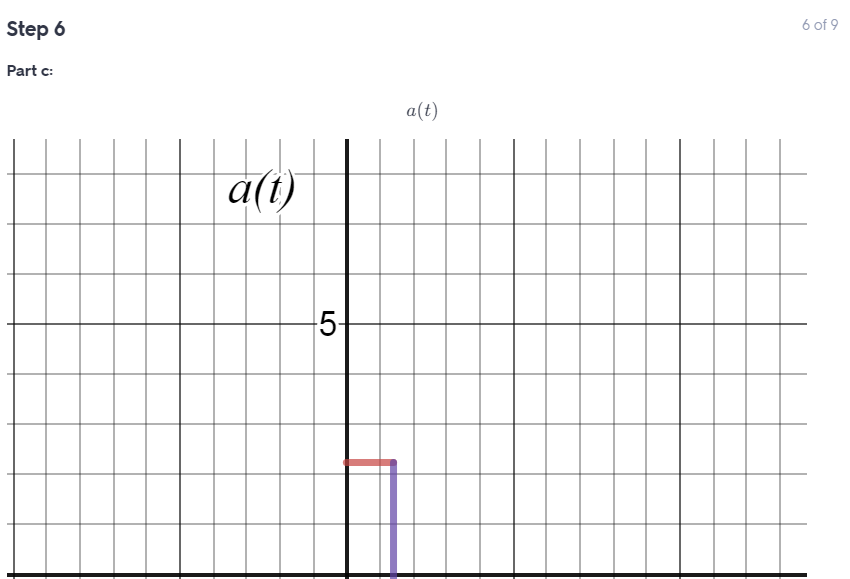 Step 6
6 of 9
Part c:
a(t)
a(t)
5